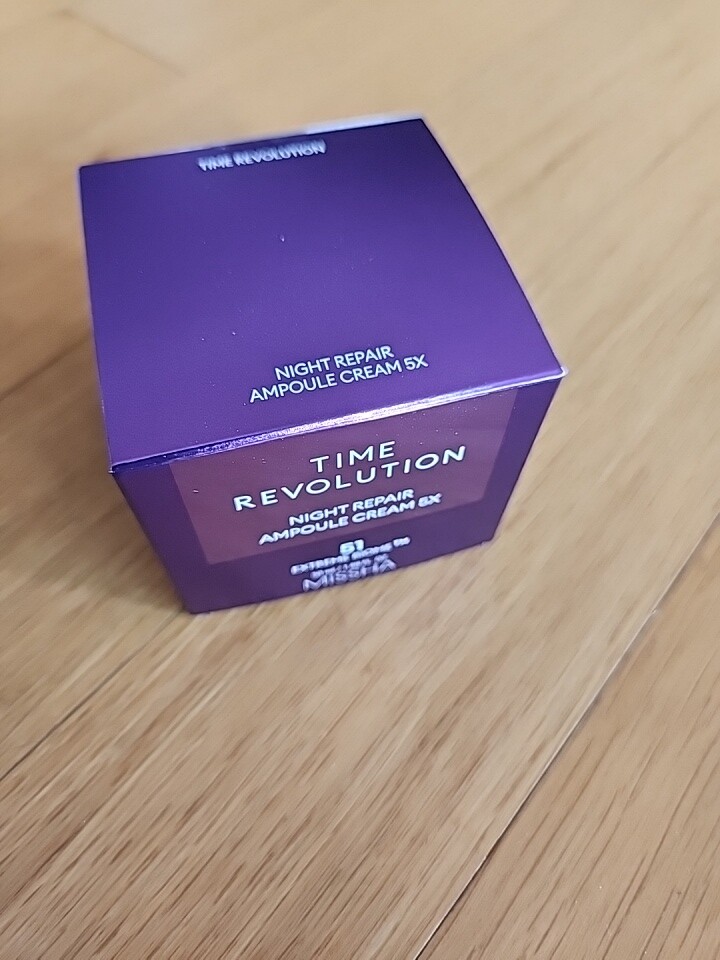 TIME REVOLUTION
NIGHT REPAIR
AMPOULE CREAM 5X
TIME
REVOLUTION
NIGHT REPAIR
AMPOULE CREAM 5X
MISSHA